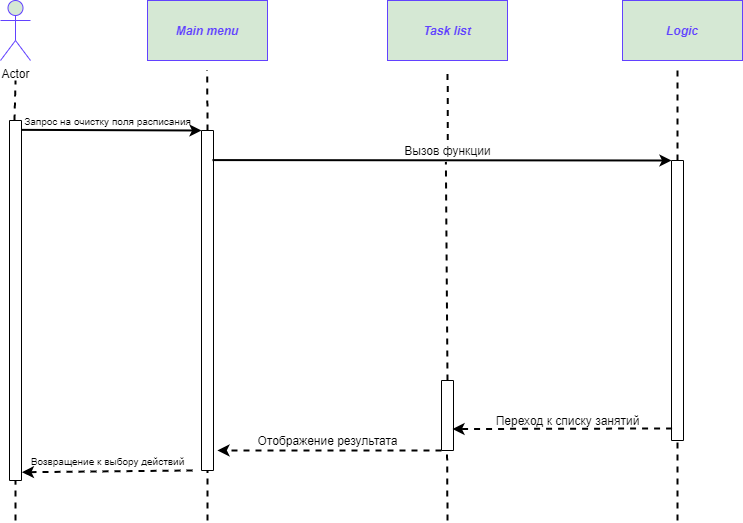 Main menu
Task list
Logic
Actor
Запрос на очистку поля расписания
Вызов функции
Переход к списку занятий
Отображение результата
Возвращение к выбору действий